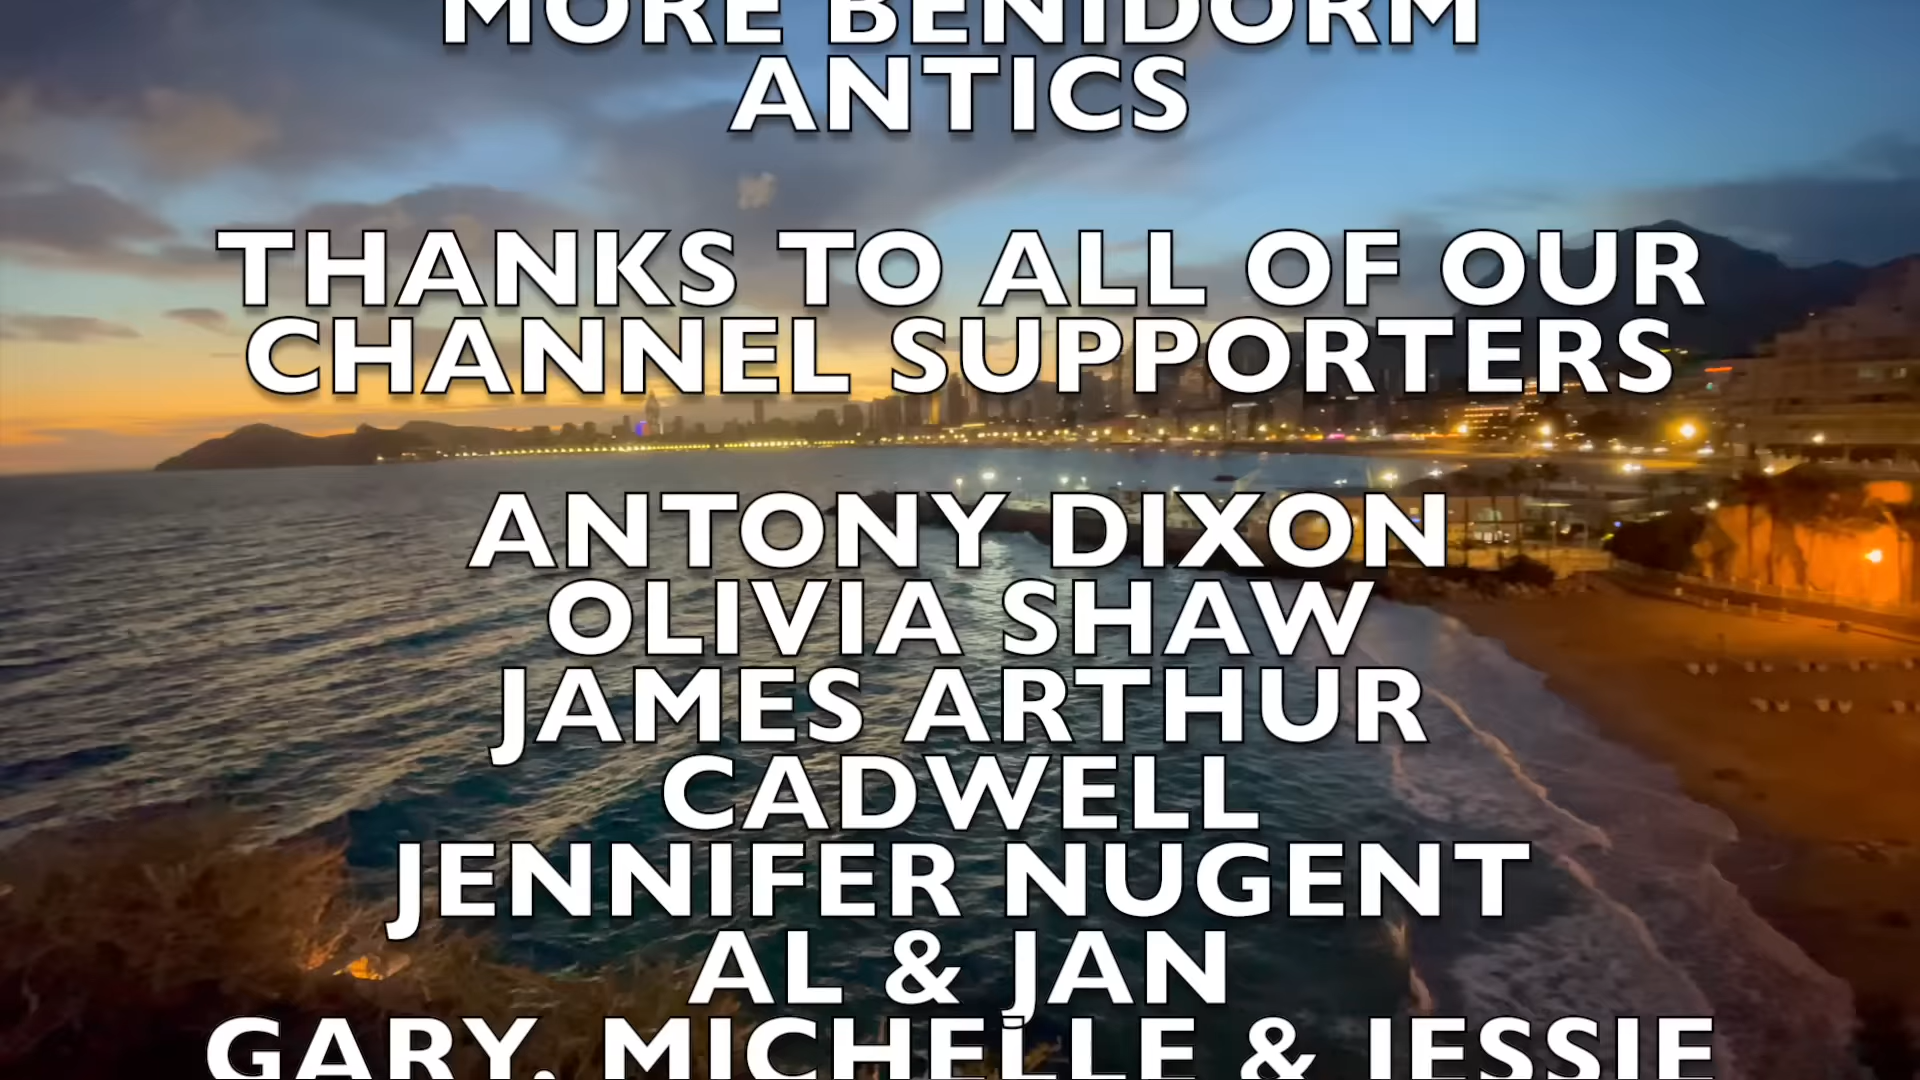 MORE BENIDORM
ANTICS
THANKS TO ALL OF OUR
CHANNEL SUPPORTERS
ANTONY DIXON
OLIVIA SHAW
JAMES ARTHUR
CADWELL
JENNIFER NUGENT
AL & JAN
GARY, MICHELLE & JESSIE